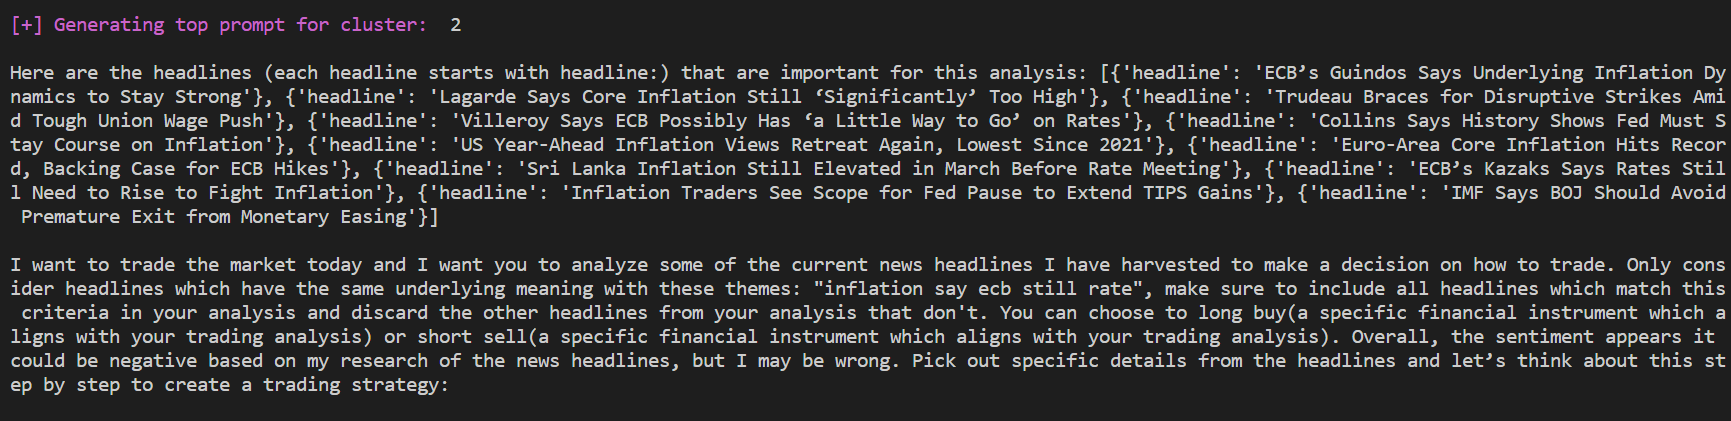 [+] Generating top prompt for cluster:  2
Here are the headlines (each headline starts with headline:) that are important for this analysis: [{'headline': 'ECB’s Guindos Says Underlying Inflation Dy
namics to Stay Strong'}, {'headline': 'Lagarde Says Core Inflation Still ‘Significantly’ Too High'}, {'headline': 'Trudeau Braces for Disruptive Strikes Ami
d Tough Union Wage Push'}, {'headline': 'Villeroy Says ECB Possibly Has ‘a Little Way to Go’ on Rates'}, {'headline': 'Collins Says History Shows Fed Must S
tay Course on Inflation'}, {'headline': 'US Year-Ahead Inflation Views Retreat Again, Lowest Since 2021'}, {'headline': 'Euro-Area Core Inflation Hits Recor
d, Backing Case for ECB Hikes'}, {'headline': 'Sri Lanka Inflation Still Elevated in March Before Rate Meeting'}, {'headline': 'ECB’s Kazaks Says Rates Stil
l Need to Rise to Fight Inflation'}, {'headline': 'Inflation Traders See Scope for Fed Pause to Extend TIPS Gains'}, {'headline': 'IMF Says BOJ Should Avoid
 Premature Exit from Monetary Easing'}]
I want to trade the market today and I want you to analyze some of the current news headlines I have harvested to make a decision on how to trade. Only cons
ider headlines which have the same underlying meaning with these themes: "inflation say ecb still rate", make sure to include all headlines which match this
 criteria in your analysis and discard the other headlines from your analysis that don't. You can choose to long buy(a specific financial instrument which a
ligns with your trading analysis) or short sell(a specific financial instrument which aligns with your trading analysis). Overall, the sentiment appears it
could be negative based on my research of the news headlines, but I may be wrong. Pick out specific details from the headlines and let’s think about this st
ep by step to create a trading strategy: